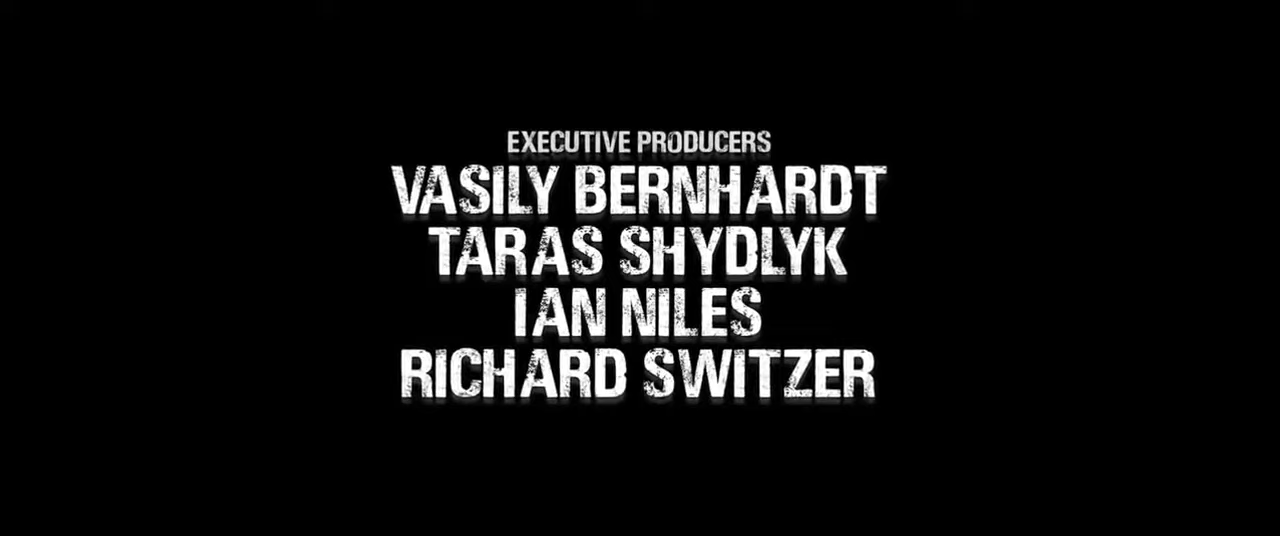 EXECUTIVE PRODUCERS
VASILY BERNHARDT
TARAS SHYDLYK
IAN NILES
RICHARD SWITZER